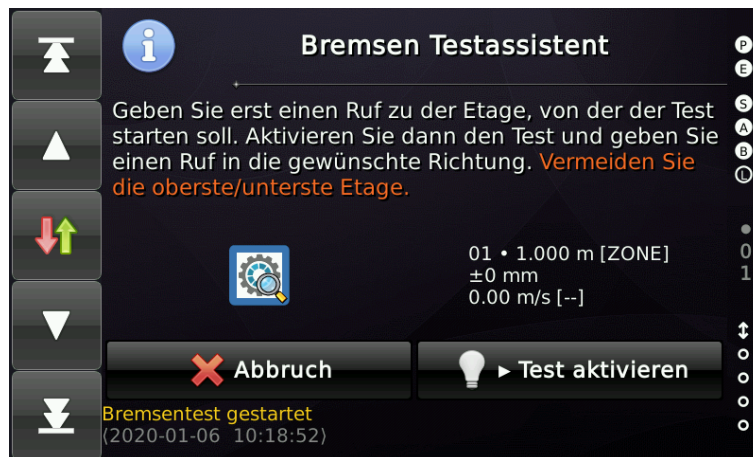 Bremsen Testassistent
Geben Sie erst einen Ruf zu der Etage, von der der Test
starten soll. Aktivieren Sie dann den Test und geben Sie
einen Ruf in die gewünschte Richtung. Vermeiden Sie
die oberste/unterste Etage.
01 • 1.000 m [ZONE]
±0 mm
0.00 m/s [--]
Abbruch
▸ Test aktivieren
Bremsentest gestartet
⟨2020-01-06 10:18:52⟩
P
E
S
A
B
L
0
1